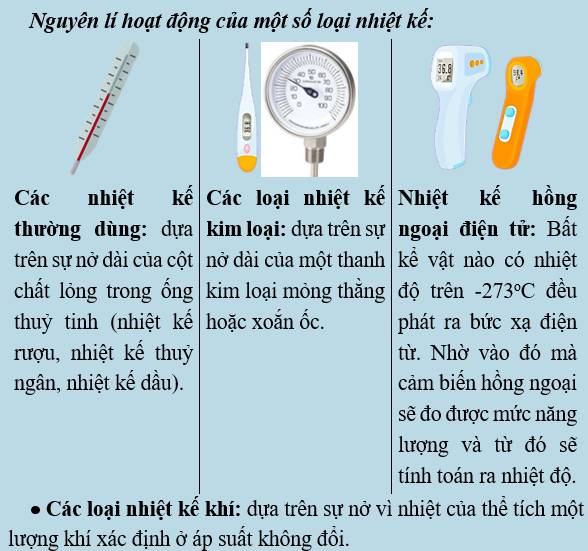 Nguyên lí hoạt động của một số loại nhiệt kế:
Các nhiệt kế
thường dùng: dựa
trên sự nở dài của cột
chất lỏng trong ống
thuỷ tinh (nhiệt kế
rượu, nhiệt kế thuỷ
ngân, nhiệt kế dầu).
Các loại nhiệt kế
kim loại: dựa trên sự
nở dài của một thanh
kim loại mỏng thẳng
hoặc xoắn ốc.
Nhiệt kế hồng
ngoại điện tử: Bất
kể vật nào có nhiệt
độ trên -273°C đều
phát ra bức xạ điện
từ. Nhờ vào đó mà
cảm biến hồng ngoại
sẽ đo được mức năng
lượng và từ đó sẽ
tính toán ra nhiệt độ.
• Các loại nhiệt kế khí: dựa trên sự nở vì nhiệt của thể tích một
lượng khí xác định ở áp suất không đổi.